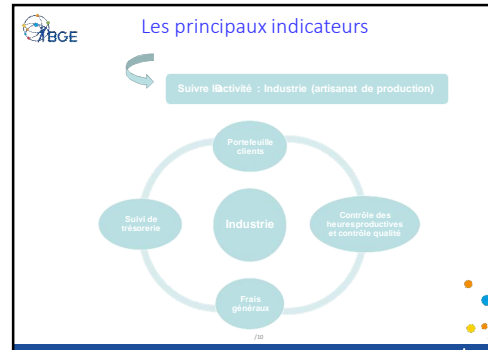 BGE
Les principaux indicateurs
Suivre l'activité : Industrie (artisanat de production)
Portefeuille
clients
Suivi de
trésorerie
Industrie
Contrôle des
heures productives
et contrôle qualité
Frais
généraux
/10